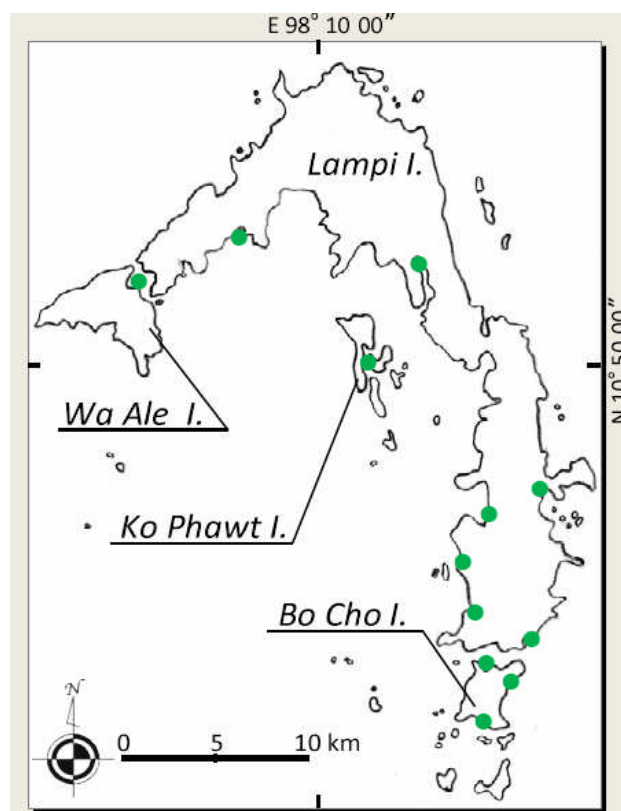 E 98° 10 00"
Lampi I.
N 10° 50 00"
Wa Ale I.
Ko Phawt I.
Bo Cho I.
N
0 5 10 km